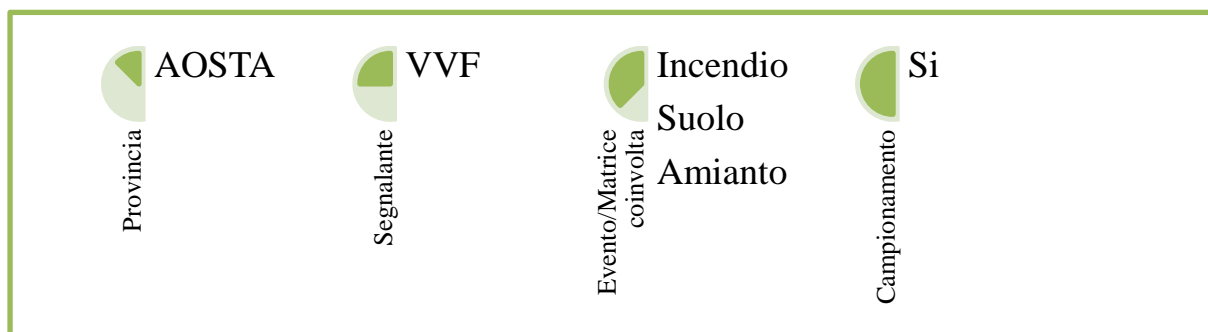 AOSTA
Provincia
VVF
Segnalante
Incendio
Suolo
Amianto
Evento/Matrice
coinvolta
Si
Campionamento